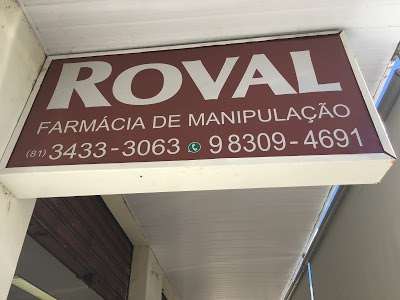 ROVAL
FARMÁCIA DE MANIPULAÇÃO
(81) 3433-3063 9 8309-4691